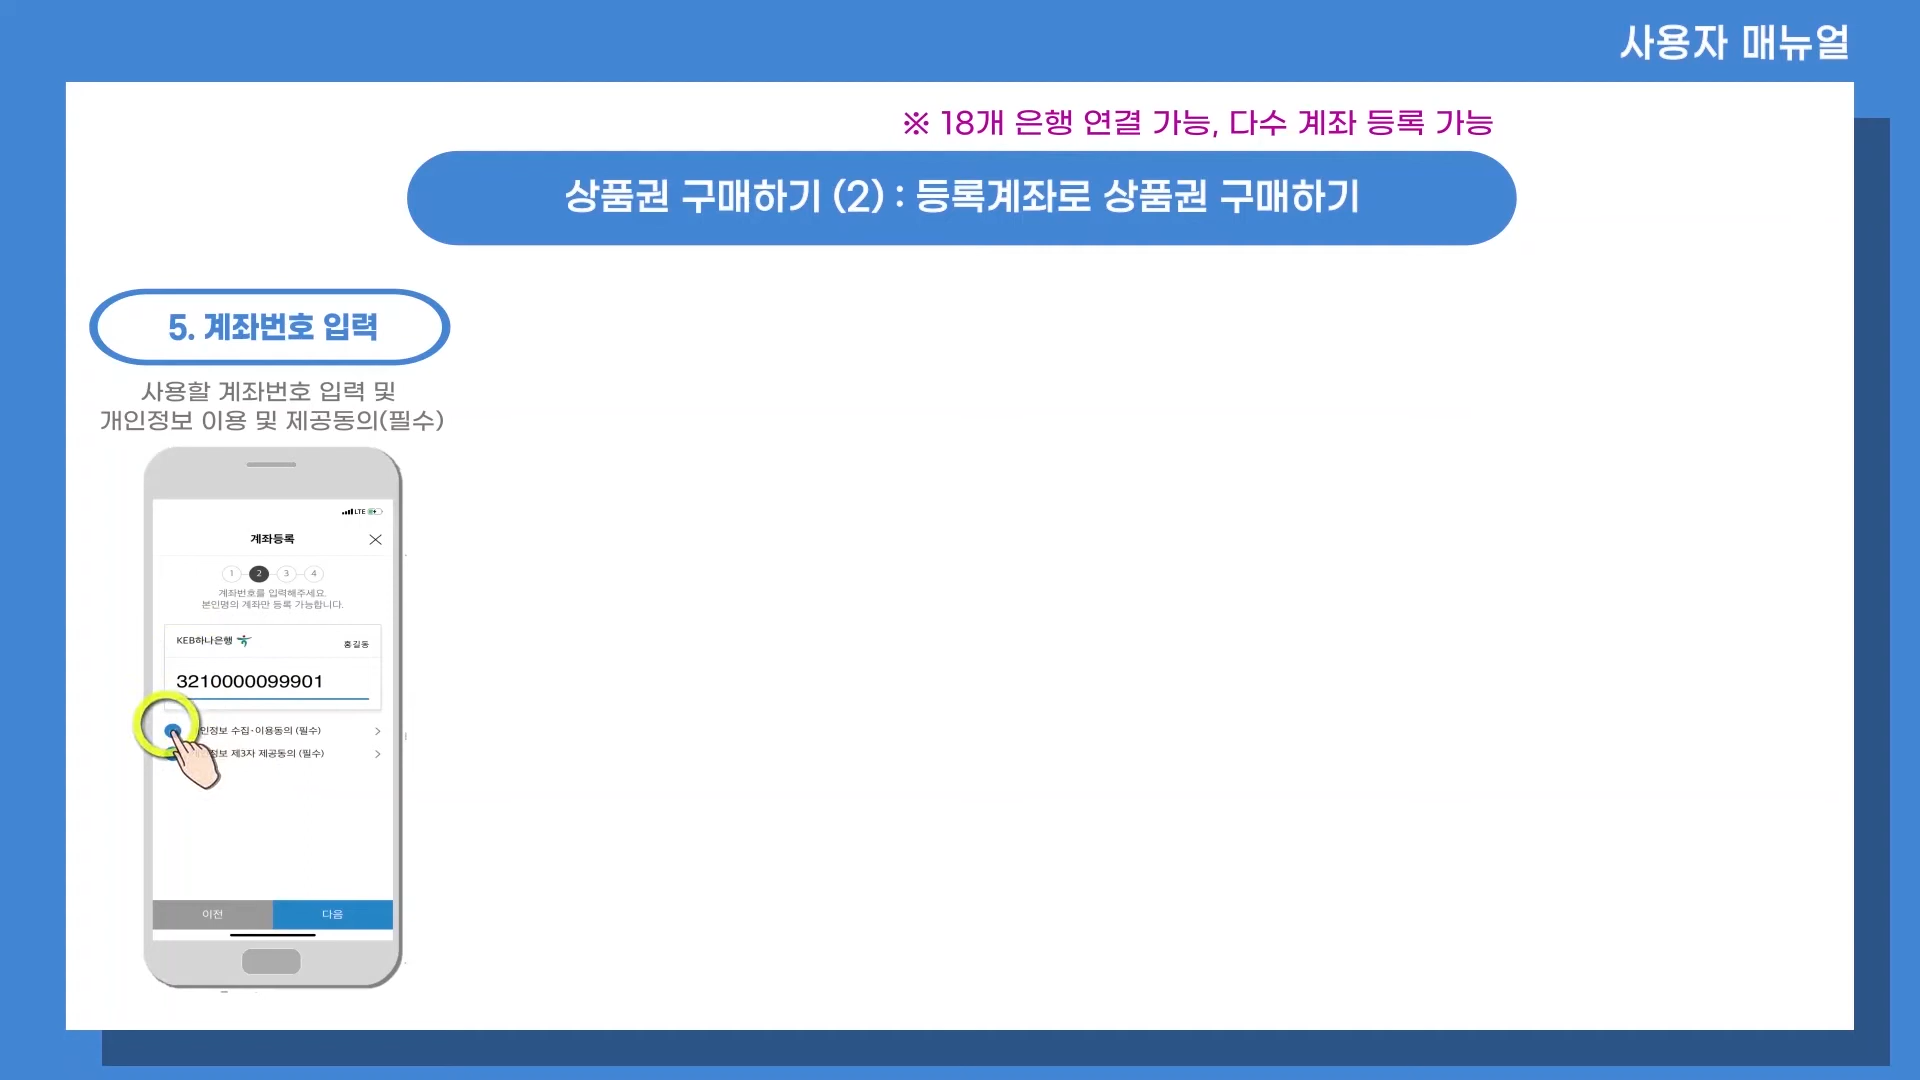 사용자 매뉴얼
※ 18개 은행 연결 가능, 다수 계좌 등록 가능
상품권 구매하기 (2) : 등록계좌로 상품권 구매하기
5. 계좌번호 입력
사용할 계좌번호 입력 및
개인정보 이용 및 제공동의(필수)
LTE
계좌등록
1 2 3 4
계좌번호를 입력해주세요.
본인명의 계좌만 등록 가능합니다.
KEB하나은행
홍길동
3210000099901
수집·이용동의 (필수)
제3자 제공동의 (필수)
이전 다음